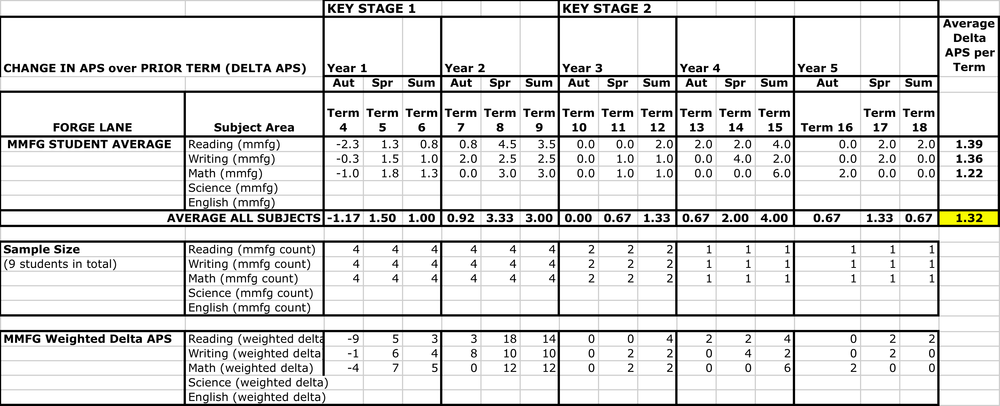 KEY STAGE 1 KEY STAGE 2
CHANGE IN APS over PRIOR TERM (DELTA APS) Year 1 Year 2 Year 3 Year 4 Year 5 Average Delta APS per Term
Aut Spr Sum Aut Spr Sum Aut Spr Sum Aut Spr Sum Aut Spr Sum
FORGE LANE Subject Area Term 4 Term 5 Term 6 Term 7 Term 8 Term 9 Term 10 Term 11 Term 12 Term 13 Term 14 Term 15 Term 16 Term 17 Term 18
MMFG STUDENT AVERAGE Reading (mmfg) -2.3 1.3 0.8 0.8 4.5 3.5 0.0 0.0 2.0 2.0 2.0 4.0 0.0 2.0 2.0 1.39
Writing (mmfg) -0.3 1.5 1.0 2.0 2.5 2.5 0.0 1.0 1.0 0.0 4.0 2.0 0.0 2.0 0.0 1.36
Math (mmfg) -1.0 1.8 1.3 0.0 3.0 3.0 0.0 1.0 1.0 0.0 0.0 6.0 2.0 0.0 0.0 1.22
Science (mmfg)
English (mmfg)
AVERAGE ALL SUBJECTS -1.17 1.50 1.00 0.92 3.33 3.00 0.00 0.67 1.33 0.67 2.00 4.00 0.67 1.33 0.67 1.32
Sample Size Reading (mmfg count) 4 4 4 4 4 4 2 2 2 1 1 1 1 1 1
(9 students in total) Writing (mmfg count) 4 4 4 4 4 4 2 2 2 1 1 1 1 1 1
Math (mmfg count) 4 4 4 4 4 4 2 2 2 1 1 1 1 1 1
Science (mmfg count)
English (mmfg count)
MMFG Weighted Delta APS Reading (weighted delta -9 5 3 3 18 14 0 0 4 2 2 4 0 2 2
Writing (weighted delta) -1 6 4 8 10 10 0 2 2 0 4 2 0 2 0
Math (weighted delta) -4 7 5 0 12 12 0 2 2 0 0 6 2 0 0
Science (weighted delta)
English (weighted delta)